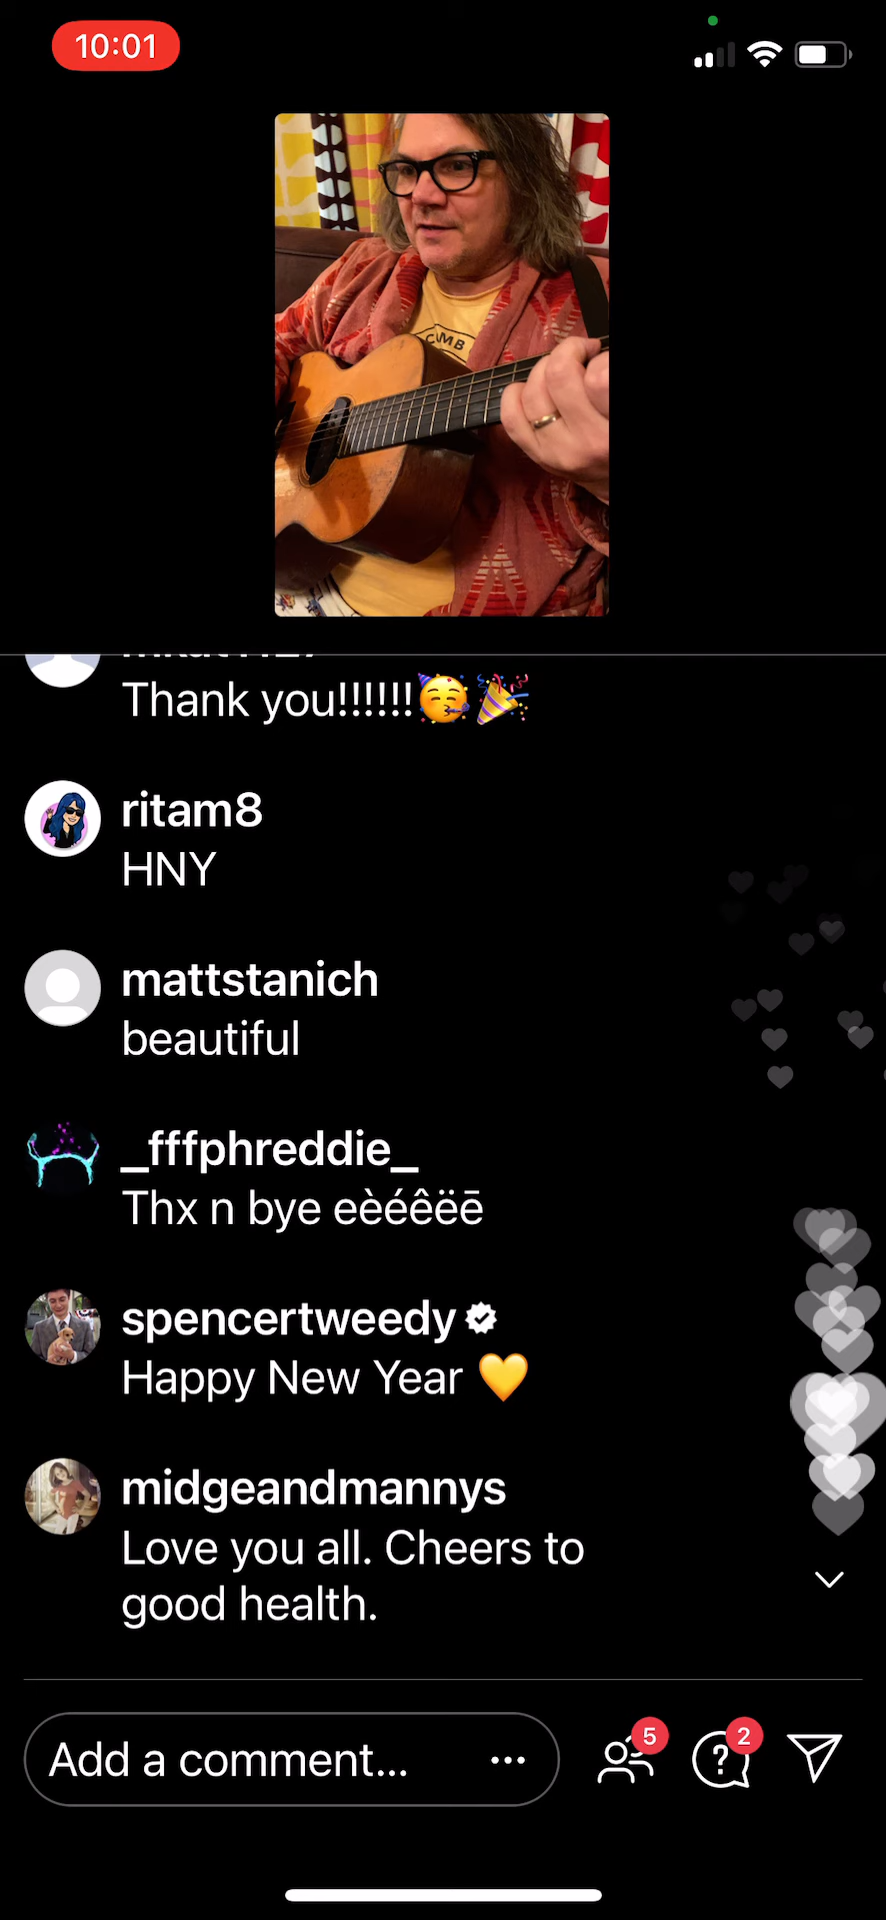 10:01
CAMB
Thank you!!!!!!🥳🎉
ritam8
HNY
mattstanich
beautiful
_fffphreddie_
Thx n bye eèéêëē
spencertweedy
Happy New Year 💛
midgeandmannys
Love you all. Cheers to
good health.
Add a comment...
5
2